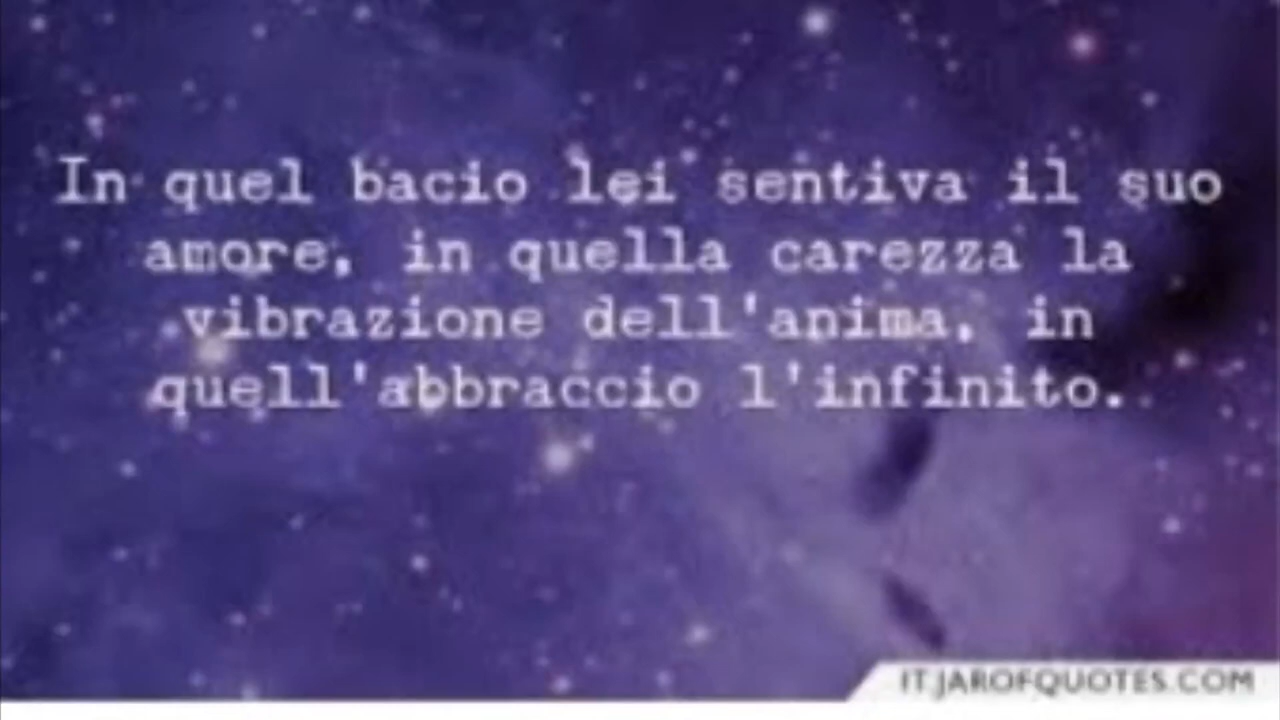 In quel bacio lei sentiva il suo
amore, in quella carezza la
vibrazione dell'anima, in
quell'abbraccio l'infinito.
IT.JAROFQUOTES.COM